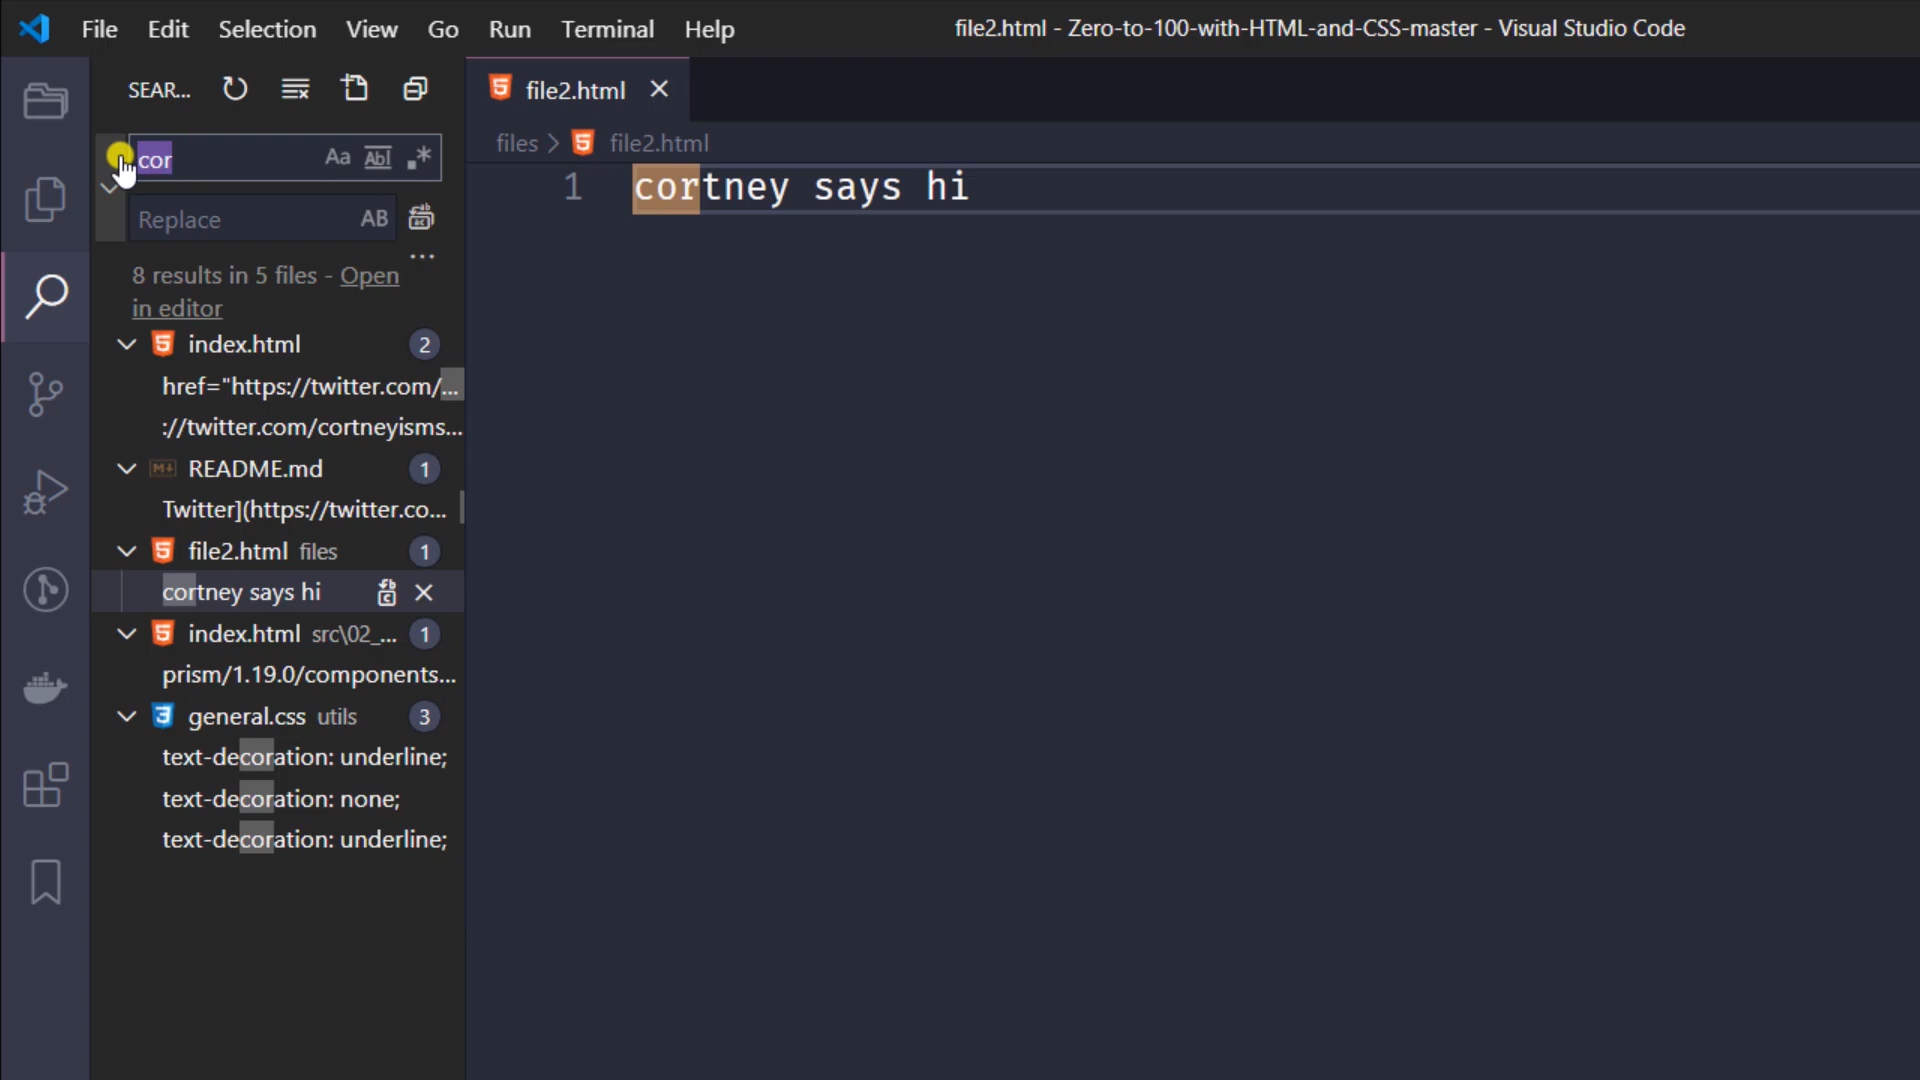 File Edit Selection View Go Run Terminal Help
file2.html - Zero-to-100-with-HTML-and-CSS-master - Visual Studio Code
SEAR...
file2.html
cor Aa Abl .*
files > file2.html
1 cortney says hi
Replace AB
...
8 results in 5 files - Open
in editor
index.html 2
href="https://twitter.com/...
://twitter.com/cortneyisms...
README.md 1
Twitter](https://twitter.co...
file2.html files 1
cortney says hi
index.html src\02_... 1
prism/1.19.0/components...
general.css utils 3
text-decoration: underline;
text-decoration: none;
text-decoration: underline;